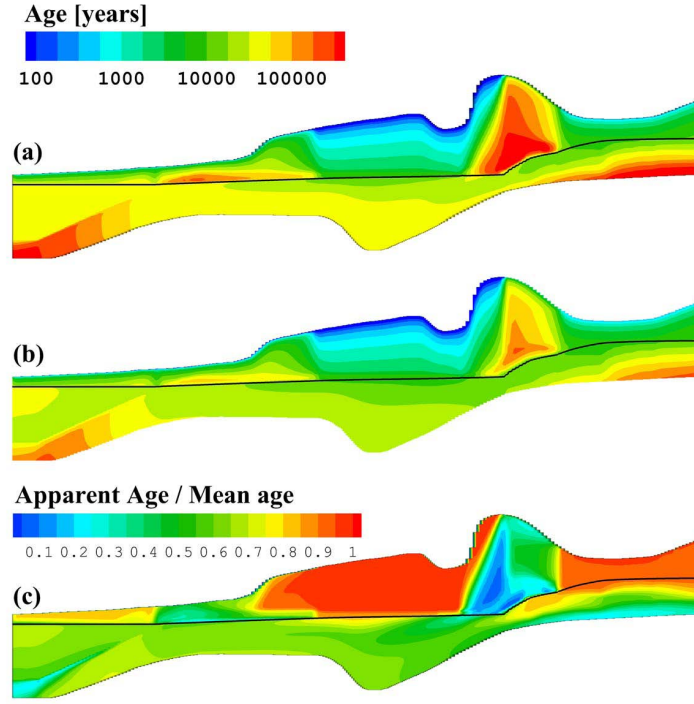 Age [years]
100 1000 10000 100000
(a)
(b)
Apparent Age / Mean age
0.1 0.2 0.3 0.4 0.5 0.6 0.7 0.8 0.9 1
(c)